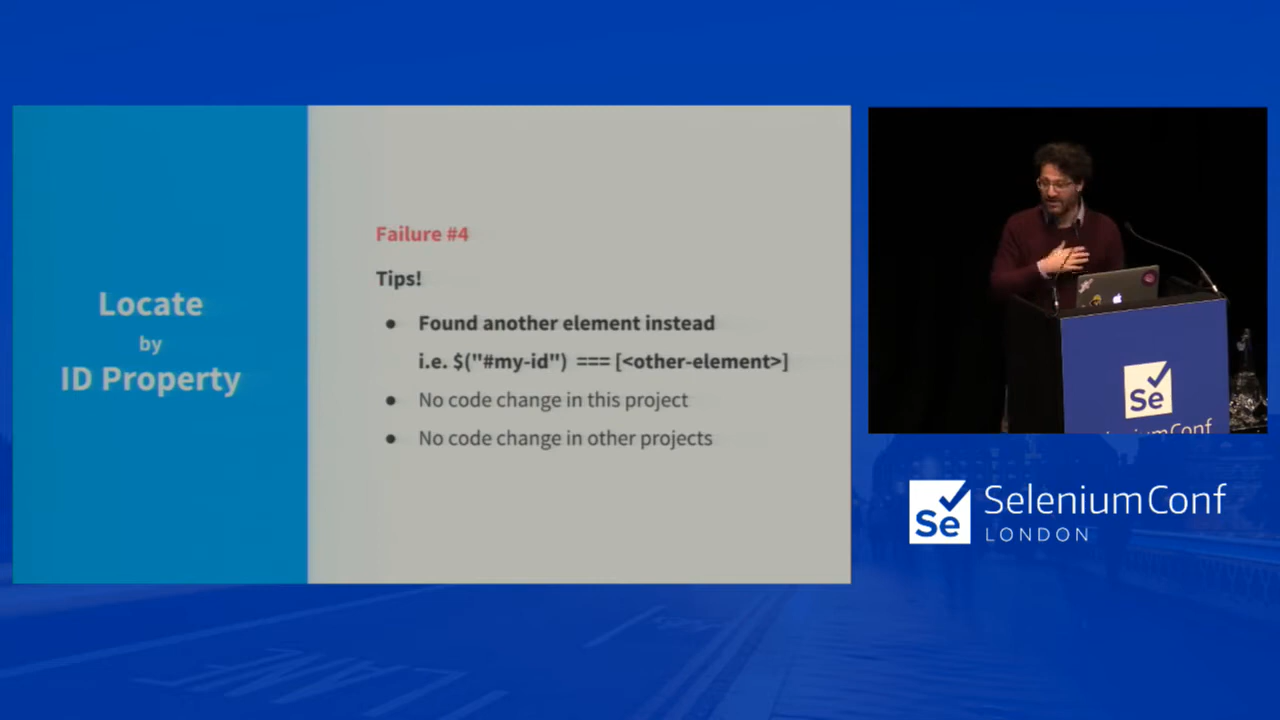 Locate
by
ID Property
Failure #4
Tips!
● Found another element instead
i.e. $("#my-id") === [<other-element>]
● No code change in this project
● No code change in other projects
Se
SeleniumConf
Se
SeleniumConf
LONDON